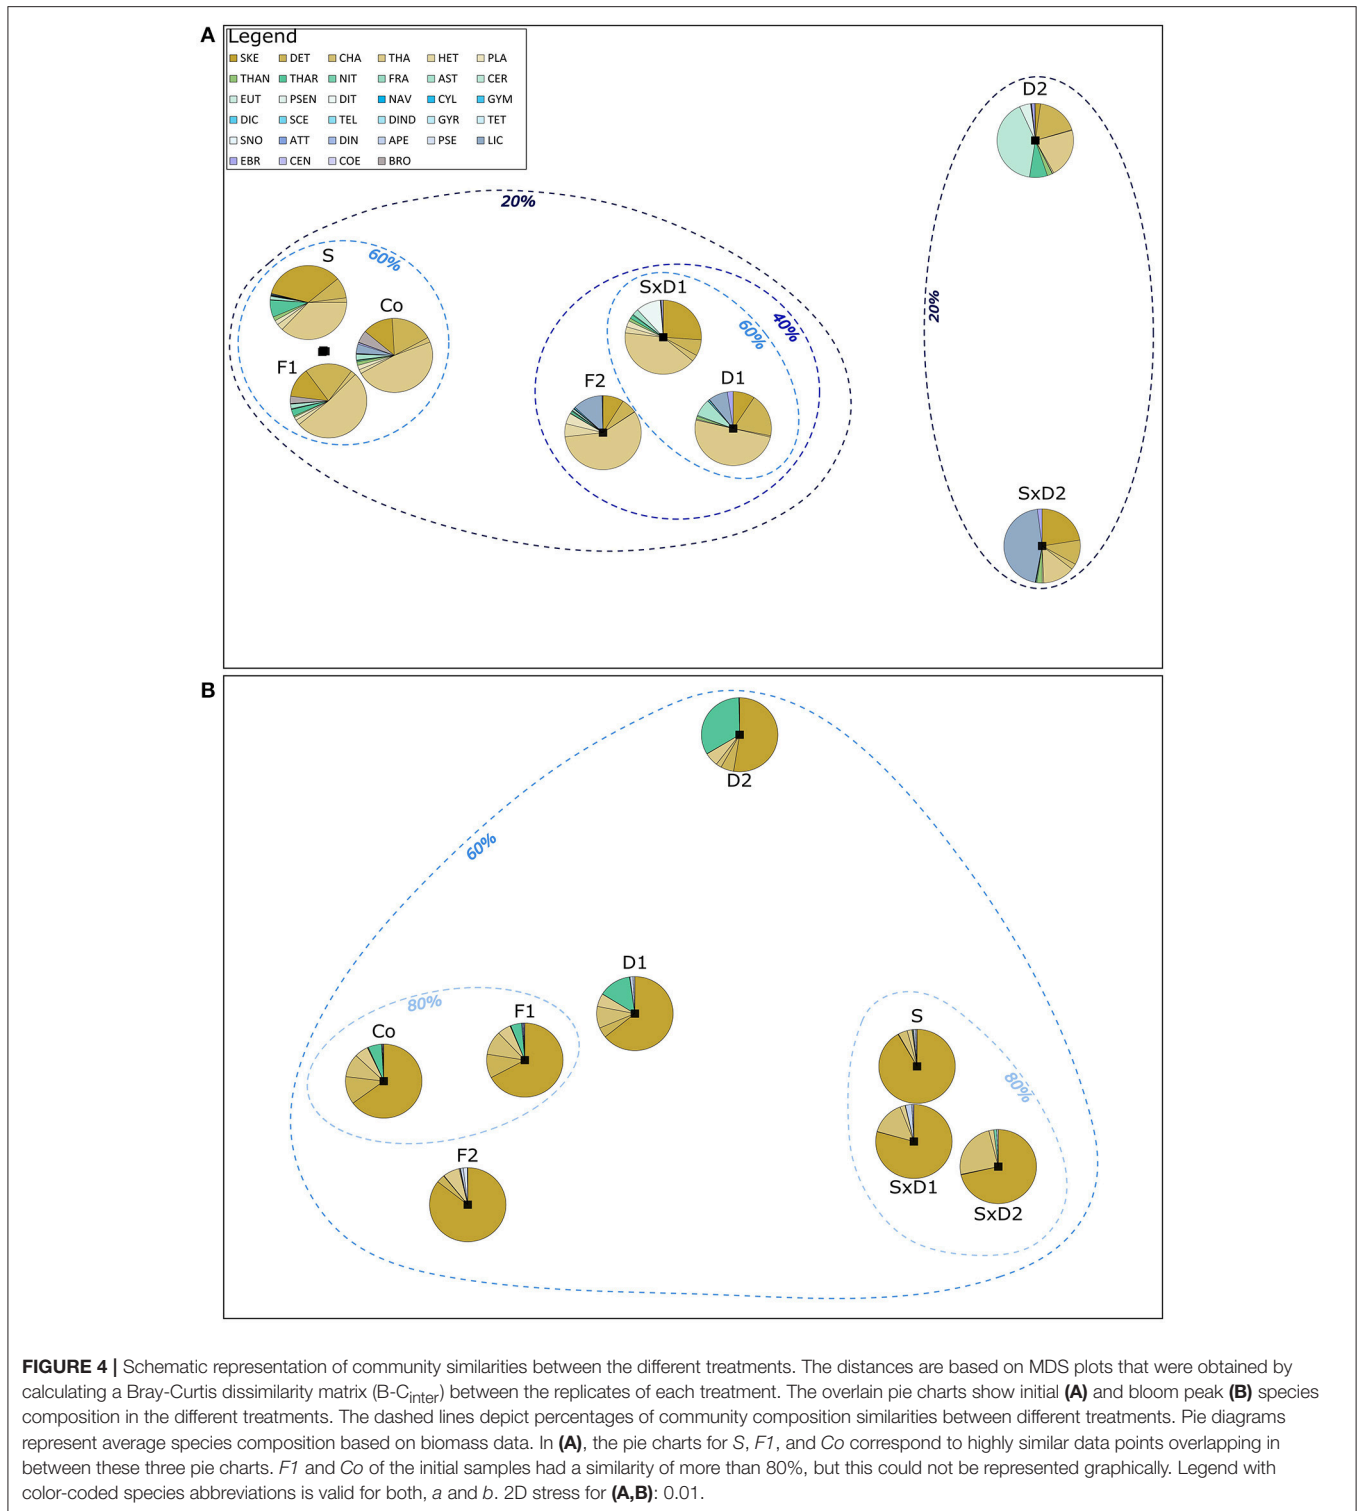 A
Legend
SKE DET CHA THA HET PLA
THAN THAR NIT FRA AST CER
EUT PSEN DIT NAV CYL GYM
DIC SCE TEL DIND GYR TET
SNO ATT DIN APE PSE LIC
EBR CEN COE BRO
D2
20%
S
60%
Co
F1
SxD1
60%
40%
F2
D1
20%
SxD2
B
D2
60%
D1
80%
F1
Co
S
80%
F2
SxD1
SxD2
FIGURE 4 | Schematic representation of community similarities between the different treatments. The distances are based on MDS plots that were obtained by
calculating a Bray-Curtis dissimilarity matrix (B-Cinter) between the replicates of each treatment. The overlain pie charts show initial (A) and bloom peak (B) species
composition in the different treatments. The dashed lines depict percentages of community composition similarities between different treatments. Pie diagrams
represent average species composition based on biomass data. In (A), the pie charts for S, F1, and Co correspond to highly similar data points overlapping in
between these three pie charts. F1 and Co of the initial samples had a similarity of more than 80%, but this could not be represented graphically. Legend with
color-coded species abbreviations is valid for both, a and b. 2D stress for (A,B): 0.01.